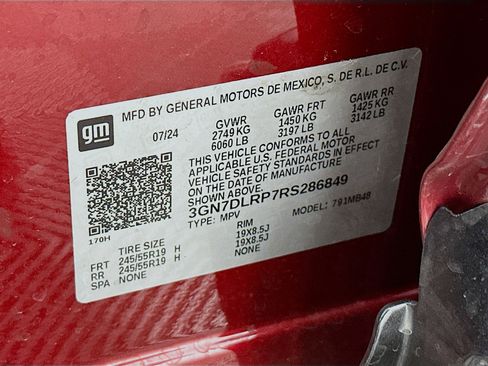 MFD BY GENERAL MOTORS DE MEXICO, S. DE R.L. DE C.V.
gm
07/24 GVWR GAWR FRT GAWR RR
2749 KG 1450 KG 1425 KG
6060 LB 3197 LB 3142 LB
THIS VEHICLE CONFORMS TO ALL
APPLICABLE U.S. FEDERAL MOTOR
VEHICLE SAFETY STANDARDS IN EFFECT
ON THE DATE OF MANUFACTURE
SHOWN ABOVE.
3GN7DLRP7RS286849
TYPE: MPV MODEL: 791MB48
170H
TIRE SIZE RIM
FRT 245/55R19 H 19X8.5J
RR 245/55R19 H 19X8.5J
SPA NONE NONE